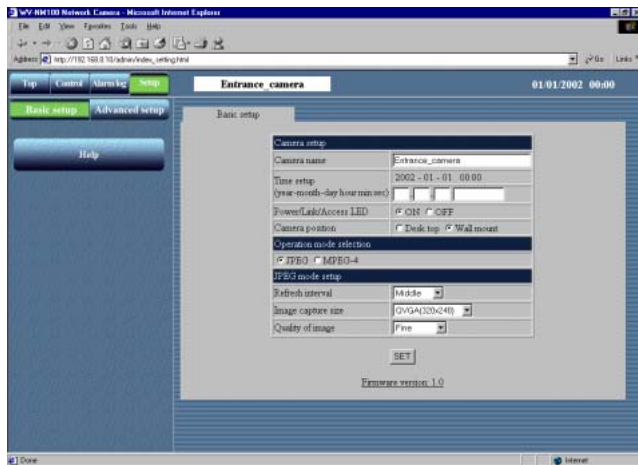 WV-NM100 Network Camera - Microsoft Internet Explorer
File Edit View Favorites Tools Help
Address http://192.168.0.10/admin/index_setting.html Go Links
Top Control Alarm log Setup Entrance_camera 01/01/2002 00:00
Basic setup Advanced setup
Basic setup
Help
Camera setup
Camera name Entrance_camera
Time setup 2002 - 01 - 01 00:00
(year-month-day hour:min:sec)
Power/Link/Access LED ON OFF
Camera position Desk top Wall mount
Operation mode selection
JPEG MPEG-4
JPEG mode setup
Refresh interval Middle
Image capture size QVGA(320x240)
Quality of image Fine
SET
Firmware version: 1.0
Done Internet